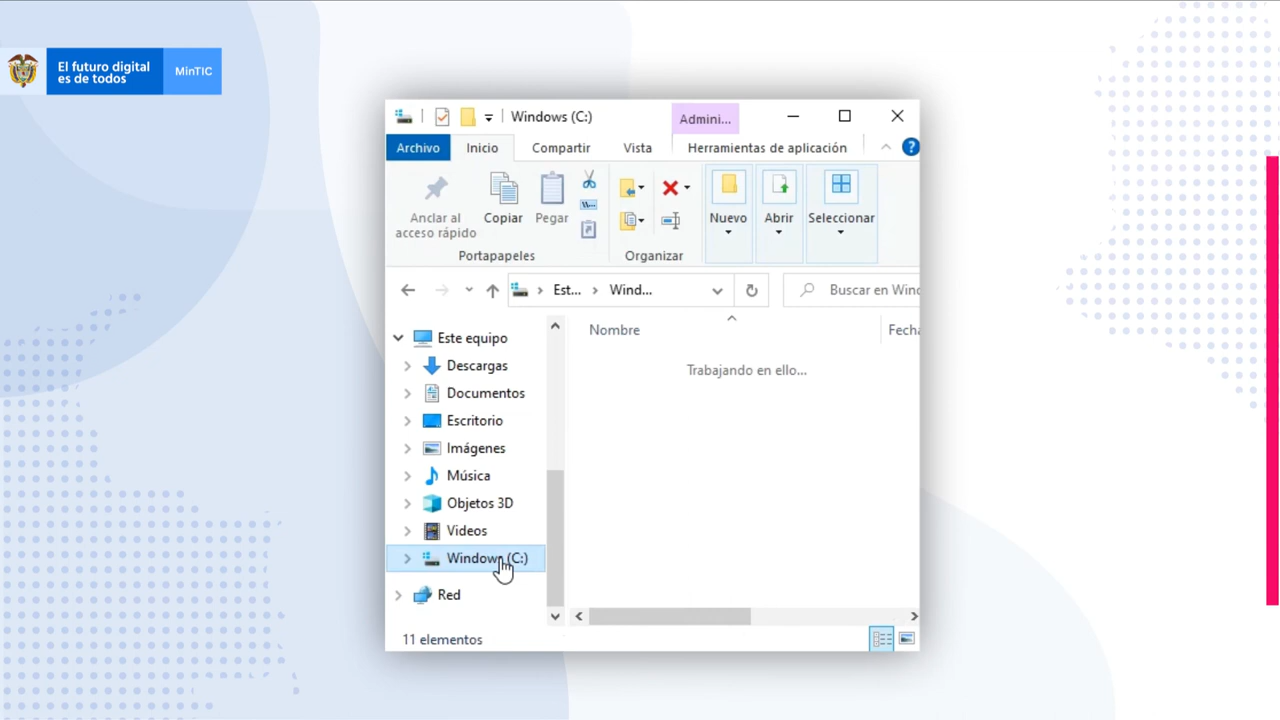 El futuro digital
es de todos
MinTIC
Windows (C:)
Admini...
Archivo
Inicio
Compartir
Vista
Herramientas de aplicación
?
Anclar al
acceso rápido
Copiar
Pegar
Nuevo
Abrir
Seleccionar
Portapapeles
Organizar
Est...
Wind...
Buscar en Winc
Este equipo
Descargas
Documentos
Escritorio
Imágenes
Música
Objetos 3D
Videos
Windows (C:)
Red
Nombre
Fecha
Trabajando en ello...
11 elementos